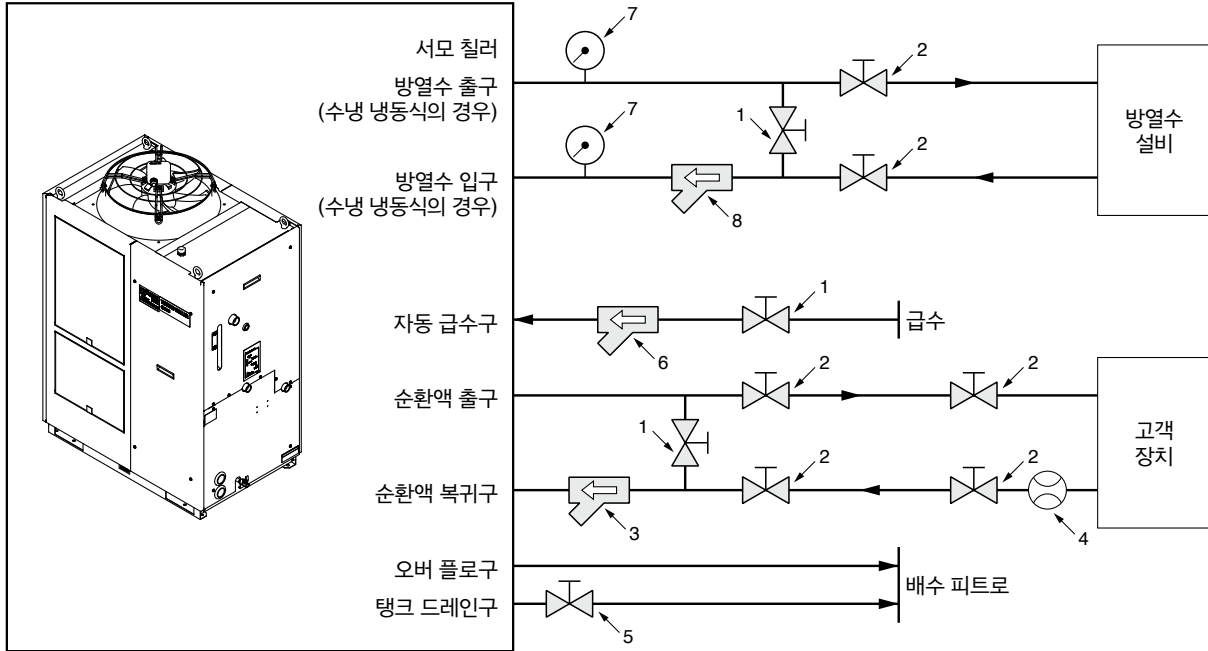 서모 칠러
방열수 출구
(수냉 냉동식의 경우)
방열수 입구
(수냉 냉동식의 경우)
7
7
1
2
2
8
방열수
설비
자동 급수구
6
1
급수
순환액 출구
2
2
1
순환액 복귀구
3
2
2
4
고객
장치
오버 플로구
탱크 드레인구
5
배수 피트로